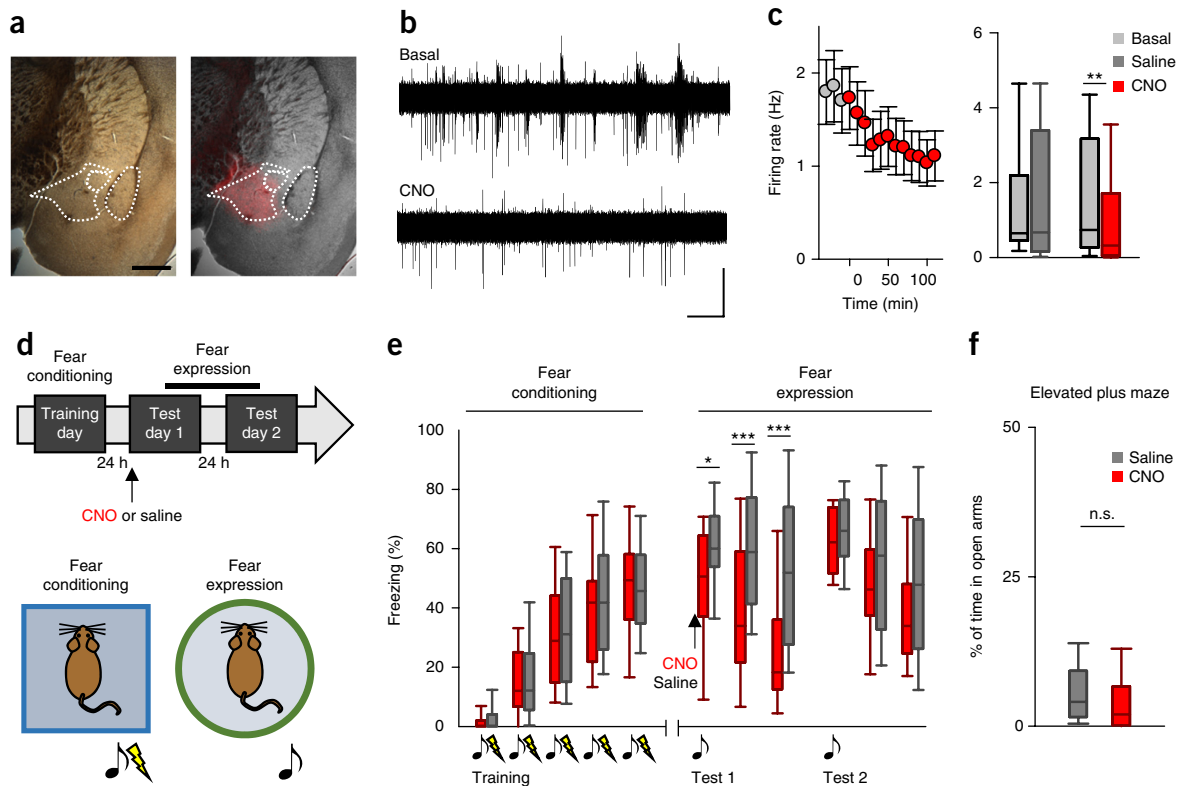 a
b
Basal
CNO
c
Firing rate (Hz)
2
1
0
0 50 100
Time (min)
6
4
2
0
Basal
Saline
CNO
**
d
Fear
conditioning
Fear
expression
Training
day
Test
day 1
Test
day 2
24 h
24 h
CNO or saline
Fear
conditioning
Fear
expression
e
Fear
conditioning
Fear
expression
Freezing (%)
100
80
60
40
20
0
*
***
***
CNO
Saline
Training
Test 1
Test 2
f
Elevated plus maze
% of time in open arms
50
25
0
Saline
CNO
n.s.